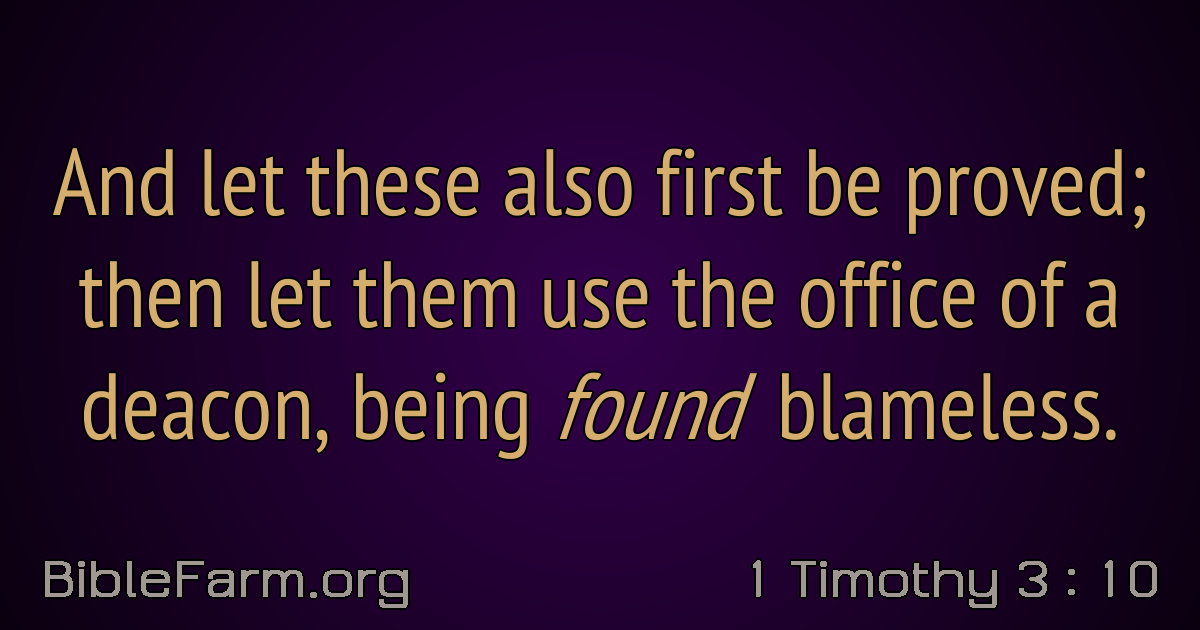 And let these also first be proved;
then let them use the office of a
deacon, being found blameless.
BibleFarm.org
1 Timothy 3 : 10